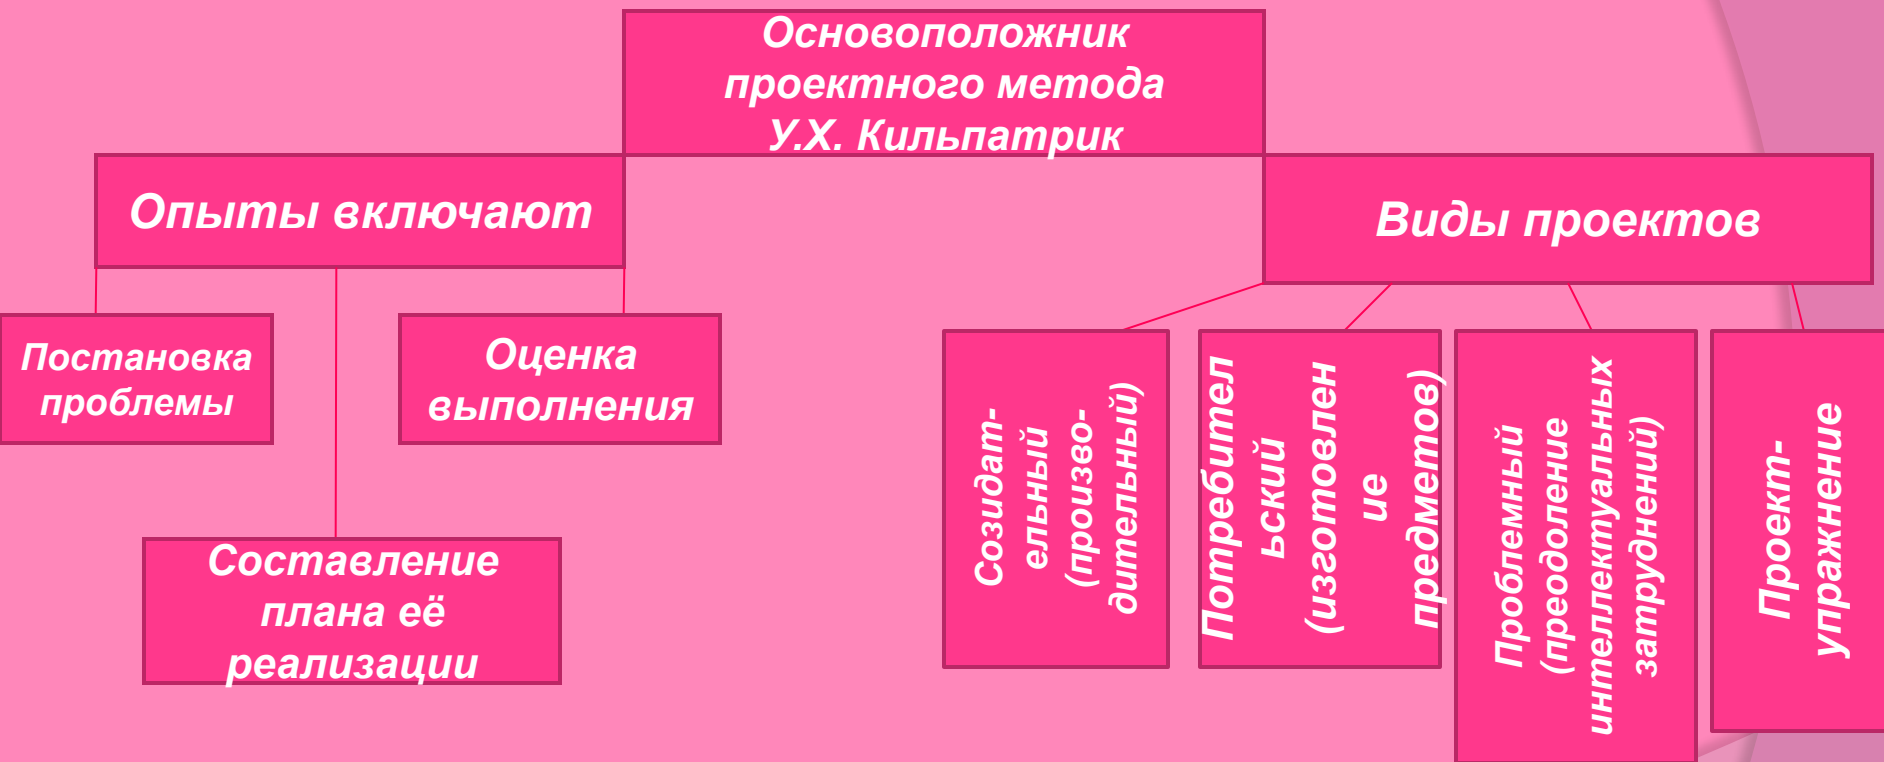 Основоположник
проектного метода
У.Х. Кильпатрик
Опыты включают
Виды проектов
Постановка
проблемы
Оценка
выполнения
Составление
плана её
реализации
Созидат-
ельный
(произво-
дительный)
Потребител
ьский
(изготовлен
ие
предметов)
Проблемный
(преодоление
интеллектуальных
затруднений)
Проект-
упражнение